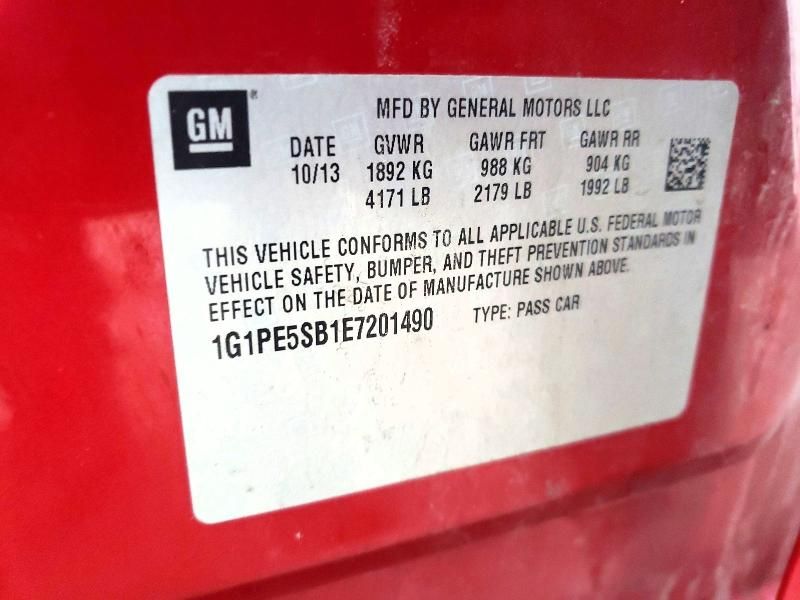 GM®
MFD BY GENERAL MOTORS LLC
DATE GVWR GAWR FRT GAWR RR
10/13 1892 KG 988 KG 904 KG
4171 LB 2179 LB 1992 LB
THIS VEHICLE CONFORMS TO ALL APPLICABLE U.S. FEDERAL MOTOR
VEHICLE SAFETY, BUMPER, AND THEFT PREVENTION STANDARDS IN
EFFECT ON THE DATE OF MANUFACTURE SHOWN ABOVE.
1G1PE5SB1E7201490 TYPE: PASS CAR